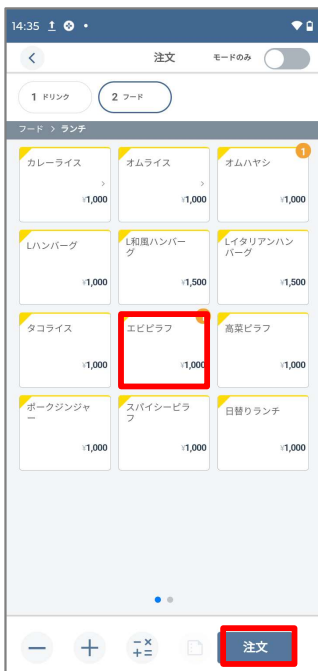 14:35
注文
モードのみ
1 ドリンク
2 フード
フード > ランチ
カレーライス
>
¥1,000
オムライス
>
¥1,000
1
オムハヤシ
¥1,000
Lハンバーグ
¥1,000
L和風ハンバー
グ
¥1,500
Lイタリアンハン
バーグ
¥1,500
タコライス
¥1,000
エビピラフ
¥1,000
高菜ピラフ
¥1,000
ポークジンジャ
ー
¥1,000
スパイシーピラ
フ
¥1,000
日替りランチ
¥1,000
注文